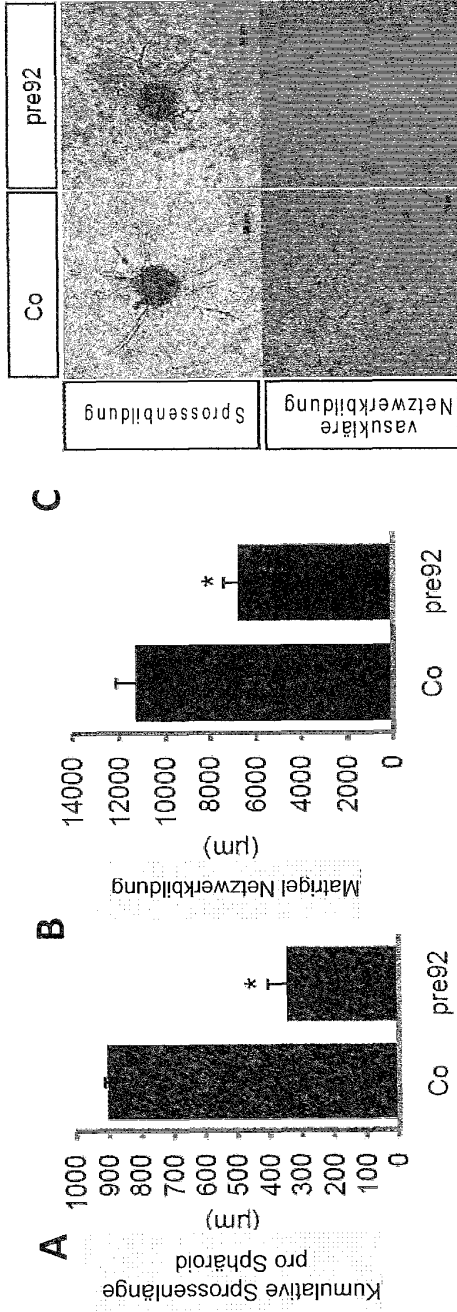 A
Kumulative Sprossenlänge
pro Sphäroid
(µm)
1000
900
800
700
600
500
400
300
200
100
0
Co
pre92
*
B
Matrigel Netzwerkbildung
(µm)
14000
12000
10000
8000
6000
4000
2000
0
Co
pre92
*
C
Co
pre92
Sprossenbildung
vasukläre
Netzwerkbildung